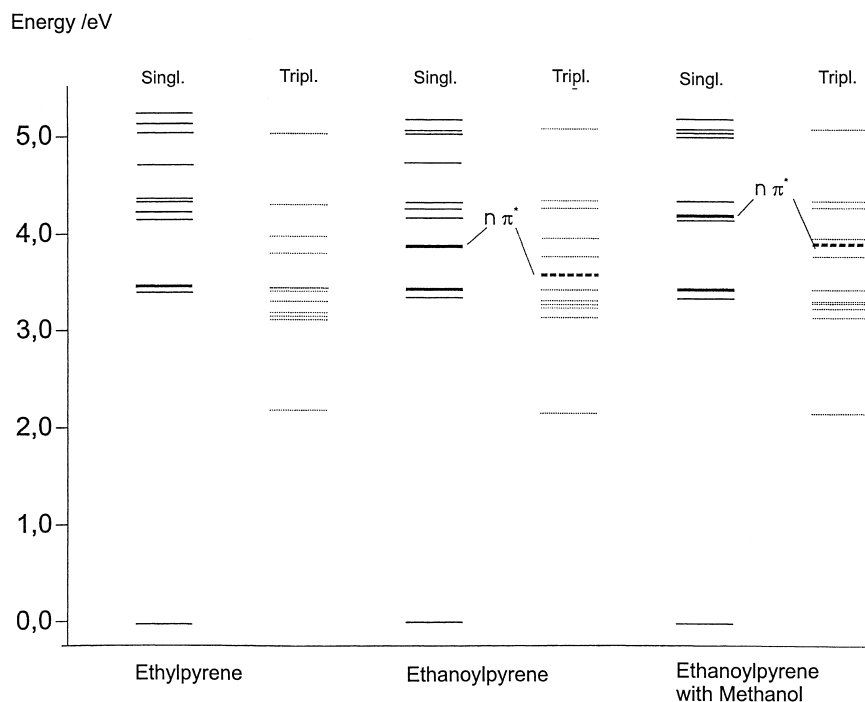 Energy /eV
Singl.
Tripl.
Singl.
Tripl.
Singl.
Tripl.
5,0
4,0
3,0
2,0
1,0
0,0
n π*
n π*
Ethylpyrene
Ethanoylpyrene
Ethanoylpyrene
with Methanol